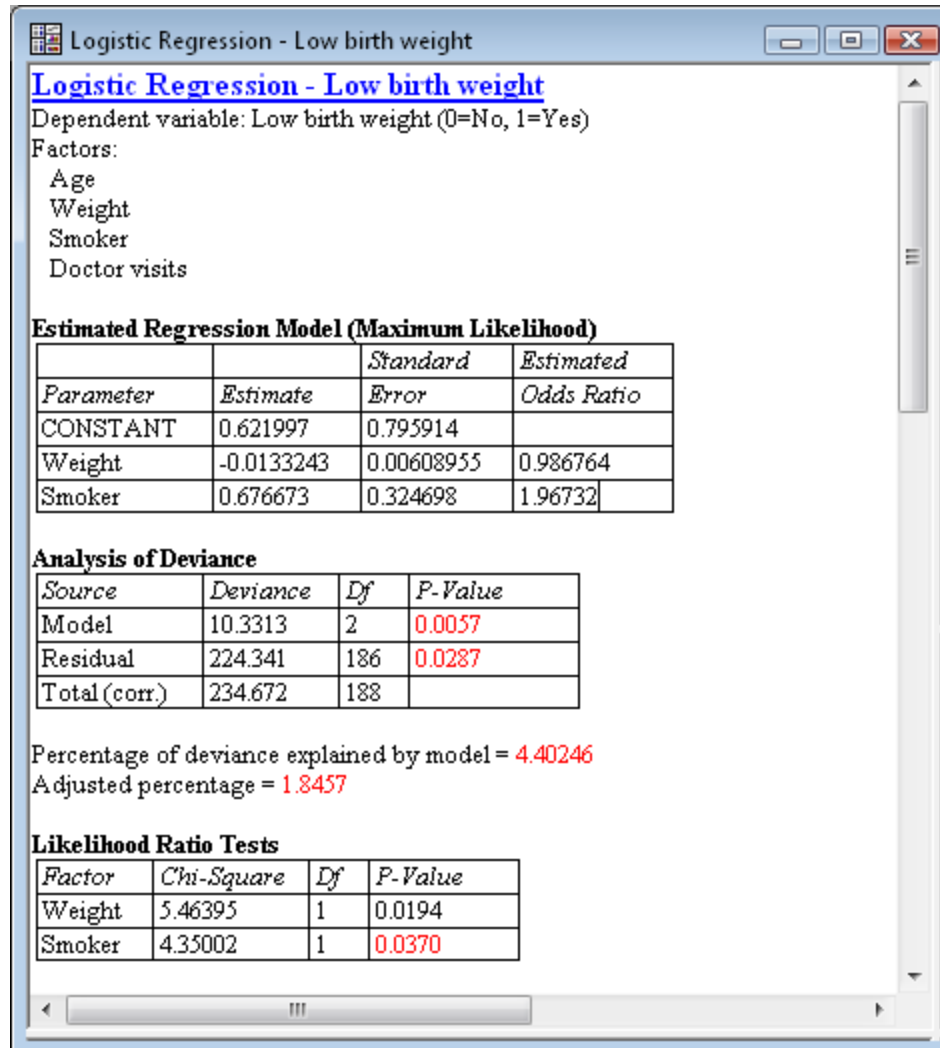 Logistic Regression - Low birth weight
Logistic Regression - Low birth weight
Dependent variable: Low birth weight (0=No, 1=Yes)
Factors:
Age
Weight
Smoker
Doctor visits
Estimated Regression Model (Maximum Likelihood)
Standard Estimated
Parameter Estimate Error Odds Ratio
CONSTANT 0.621997 0.795914
Weight -0.0133243 0.00608955 0.986764
Smoker 0.676673 0.324698 1.96732
Analysis of Deviance
Source Deviance Df P-Value
Model 10.3313 2 0.0057
Residual 224.341 186 0.0287
Total (corr.) 234.672 188
Percentage of deviance explained by model = 4.40246
Adjusted percentage = 1.8457
Likelihood Ratio Tests
Factor Chi-Square Df P-Value
Weight 5.46395 1 0.0194
Smoker 4.35002 1 0.0370